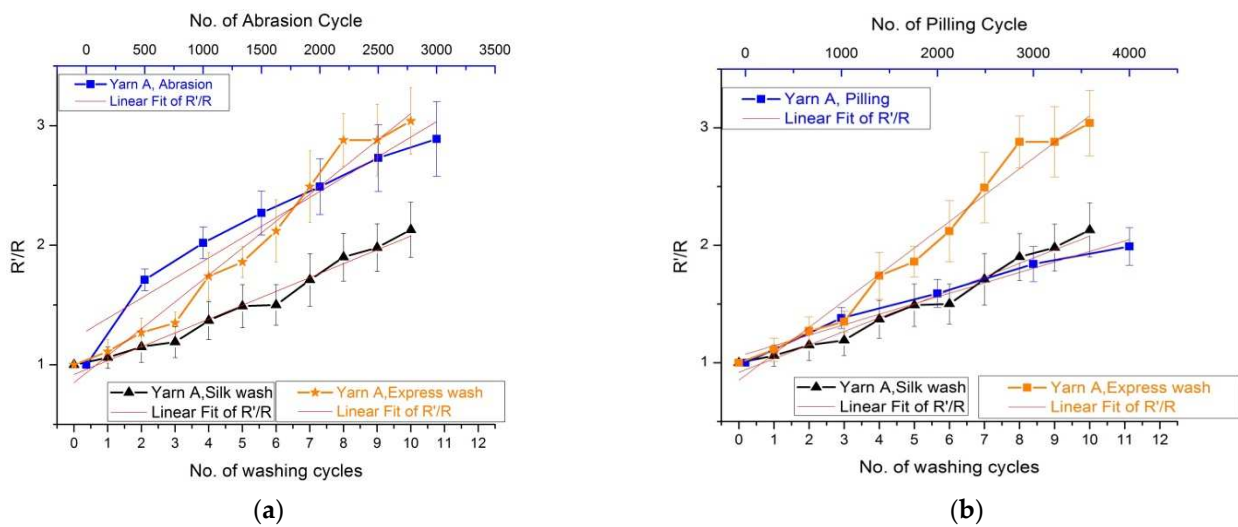 No. of Abrasion Cycle
0 500 1000 1500 2000 2500 3000 3500
Yarn A, Abrasion
Linear Fit of R'/R
3
2
1
R'/R
Yarn A,Silk wash
Linear Fit of R'/R
Yarn A,Express wash
Linear Fit of R'/R
0 1 2 3 4 5 6 7 8 9 10 11 12
No. of washing cycles
(a)
No. of Pilling Cycle
0 1000 2000 3000 4000
Yarn A, Pilling
Linear Fit of R'/R
3
2
1
R'/R
Yarn A,Silk wash
Linear Fit of R'/R
Yarn A,Express wash
Linear Fit of R'/R
0 1 2 3 4 5 6 7 8 9 10 11 12
No. of washing cycles
(b)